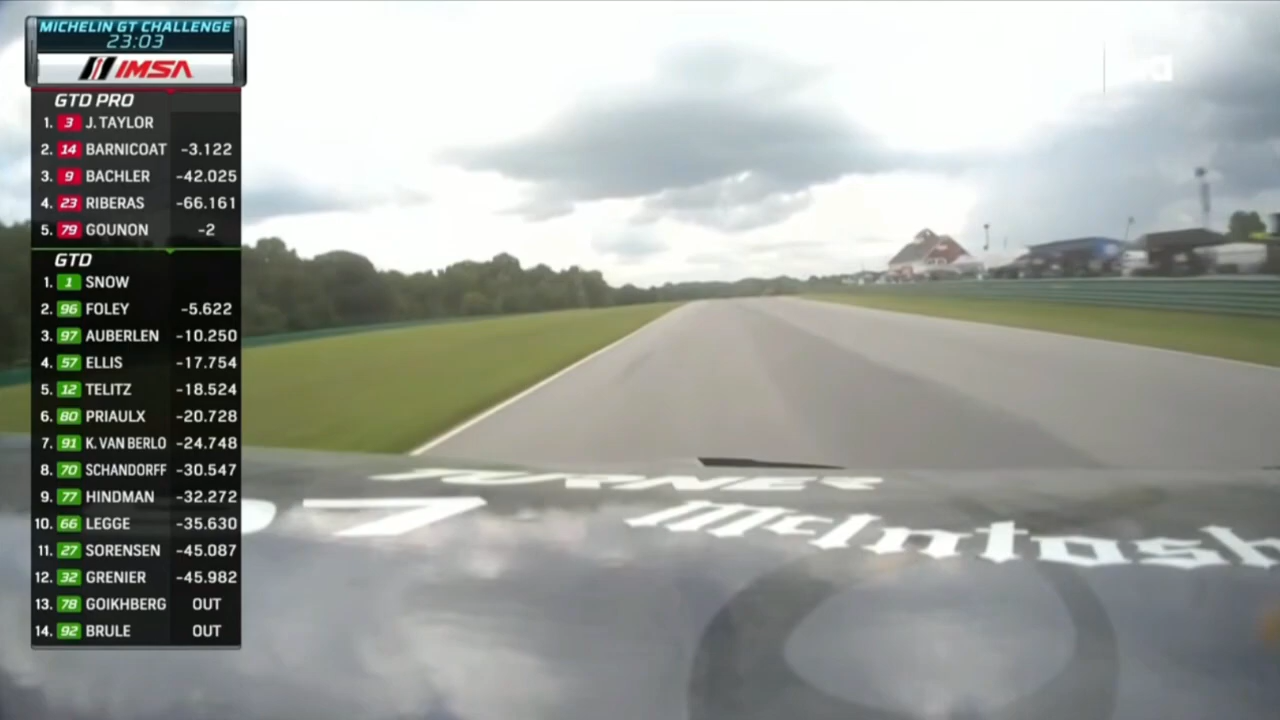 MICHELIN GT CHALLENGE
23:03
IMSA
GTD PRO
1. 3 J. TAYLOR
2. 14 BARNICOAT -3.122
3. 9 BACHLER -42.025
4. 23 RIBERAS -66.161
5. 79 GOUNON -2
GTD
1. 1 SNOW
2. 96 FOLEY -5.622
3. 97 AUBERLEN -10.250
4. 57 ELLIS -17.754
5. 12 TELITZ -18.524
6. 80 PRIAULX -20.728
7. 91 K. VAN BERLO -24.748
8. 70 SCHANDORFF -30.547
9. 77 HINDMAN -32.272
10. 66 LEGGE -35.630
11. 27 SORENSEN -45.087
12. 32 GRENIER -45.982
13. 78 GOIKHBERG OUT
14. 92 BRULE OUT
TURNER
McIntosh